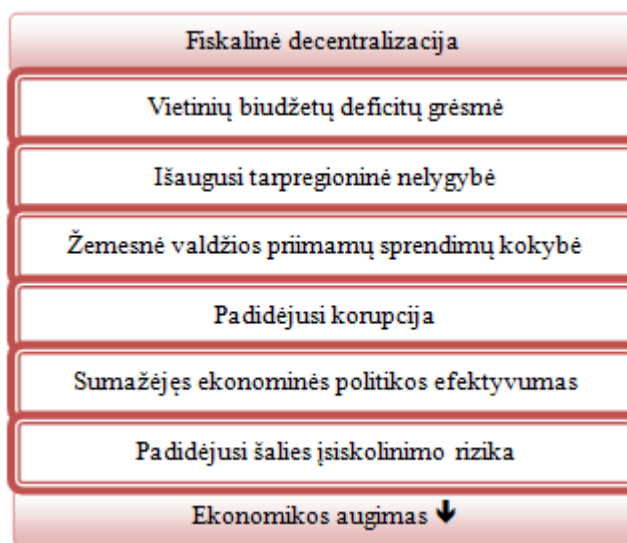 Fiskalinė decentralizacija
Vietinių biudžetų deficitų grėsmė
Išaugusi tarpregioninė nelygybė
Žemesnė valdžios priimamų sprendimų kokybė
Padidėjusi korupcija
Sumažėjęs ekonominės politikos efektyvumas
Padidėjusi šalies įsiskolinimo rizika
Ekonomikos augimas 🡻